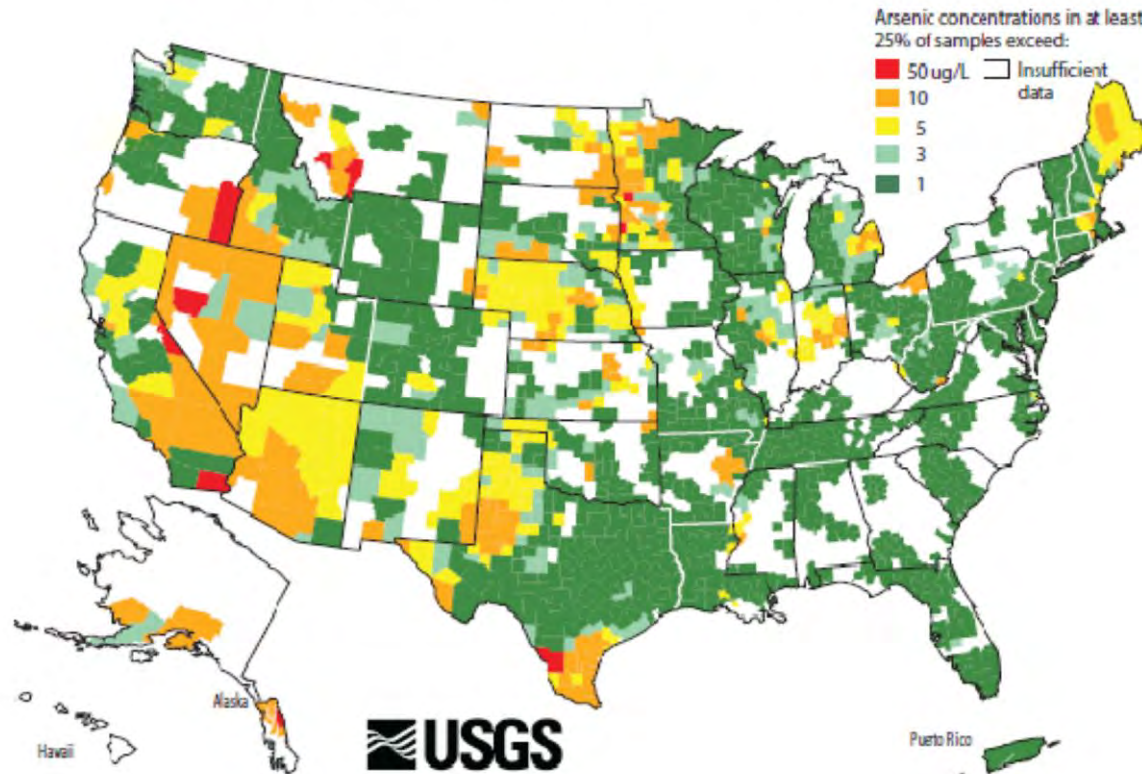 Arsenic concentrations in at least
25% of samples exceed:
50 ug/L
Insufficient
data
10
5
3
1
Alaska
Hawaii
USGS
Puerto Rico